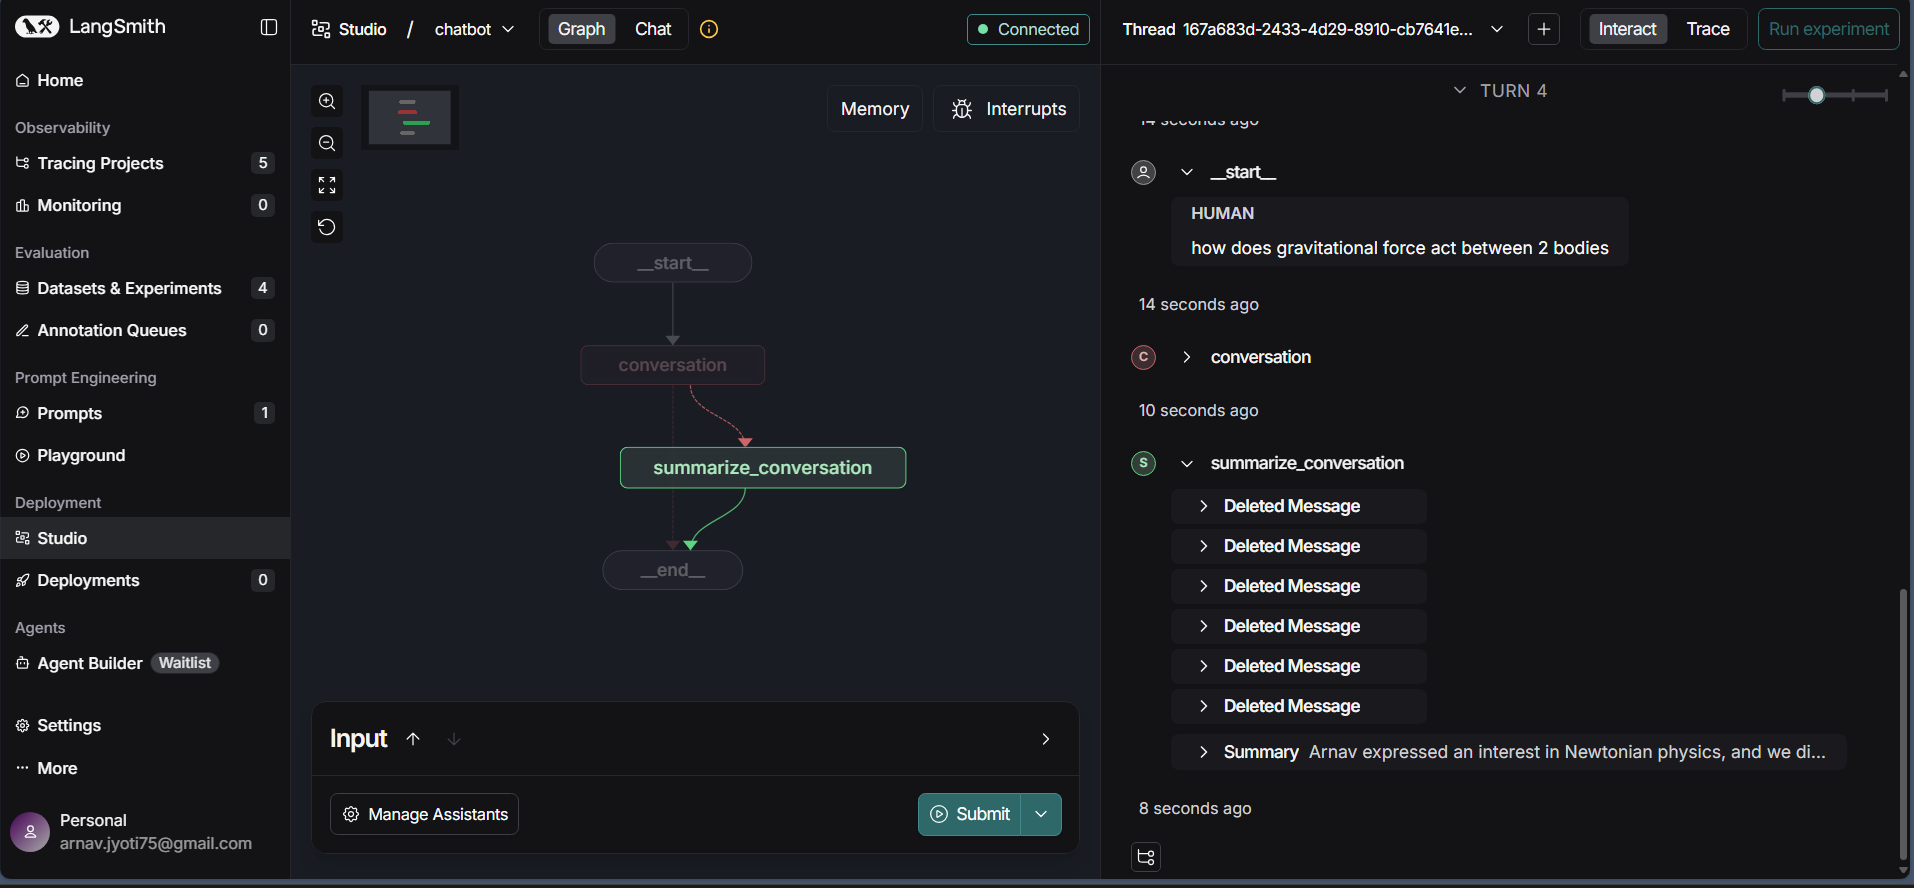 LangSmith
Home
Observability
Tracing Projects 5
Monitoring 0
Evaluation
Datasets & Experiments 4
Annotation Queues 0
Prompt Engineering
Prompts 1
Playground
Deployment
Studio
Deployments 0
Agents
Agent Builder Waitlist
Settings
More
Personal
arnav.jyoti75@gmail.com
Studio / chatbot Graph Chat Connected
Memory Interrupts
__start__
conversation
summarize_conversation
__end__
Input
Manage Assistants Submit
Thread 167a683d-2433-4d29-8910-cb7641e... Interact Trace Run experiment
TURN 4
14 seconds ago
__start__
HUMAN
how does gravitational force act between 2 bodies
14 seconds ago
C conversation
10 seconds ago
S summarize_conversation
Deleted Message
Deleted Message
Deleted Message
Deleted Message
Deleted Message
Deleted Message
Summary Arnav expressed an interest in Newtonian physics, and we di...
8 seconds ago